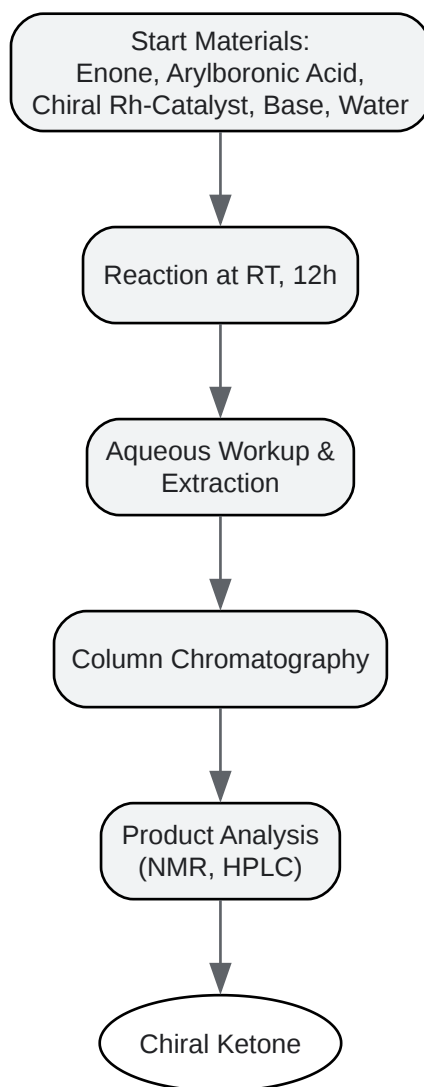 Start Materials:
Enone, Arylboronic Acid,
Chiral Rh-Catalyst, Base, Water
Reaction at RT, 12h
Aqueous Workup &
Extraction
Column Chromatography
Product Analysis
(NMR, HPLC)
Chiral Ketone